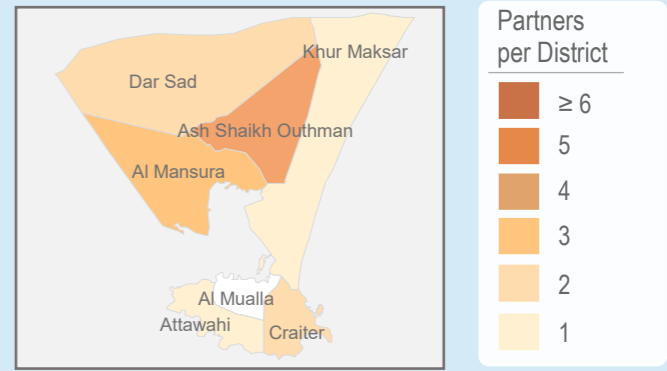 Khur Maksar
Dar Sad
Ash Shaikh Outhman
Al Mansura
Al Mualla
Attawahi
Craiter
Partners
per District
≥ 6
5
4
3
2
1